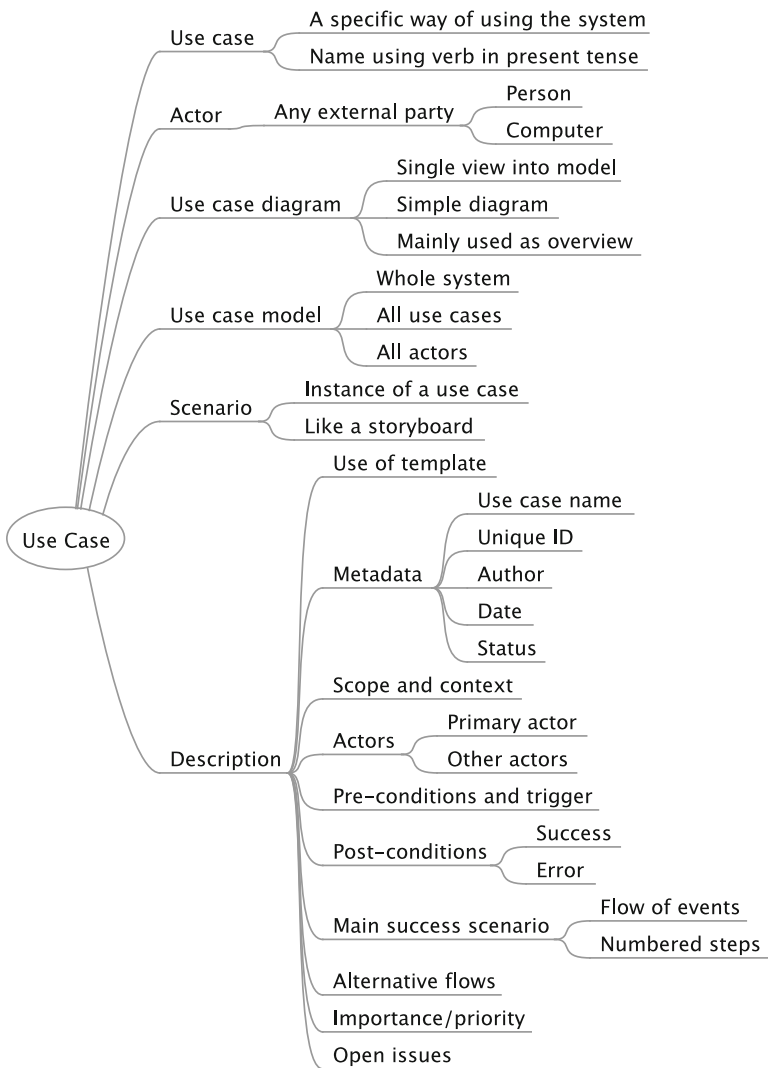 A specific way of using the system
Use case
Name using verb in present tense
Person
Actor
Any external party
Computer
Single view into model
Use case diagram
Simple diagram
Mainly used as overview
Whole system
Use case model
All use cases
All actors
Instance of a use case
Scenario
Like a storyboard
Use of template
Use case name
Use Case
Unique ID
Metadata
Author
Date
Status
Scope and context
Primary actor
Actors
Description
Other actors
Pre-conditions and trigger
Success
Post-conditions
Error
Flow of events
Main success scenario
Numbered steps
Alternative flows
Importance/priority
Open issues